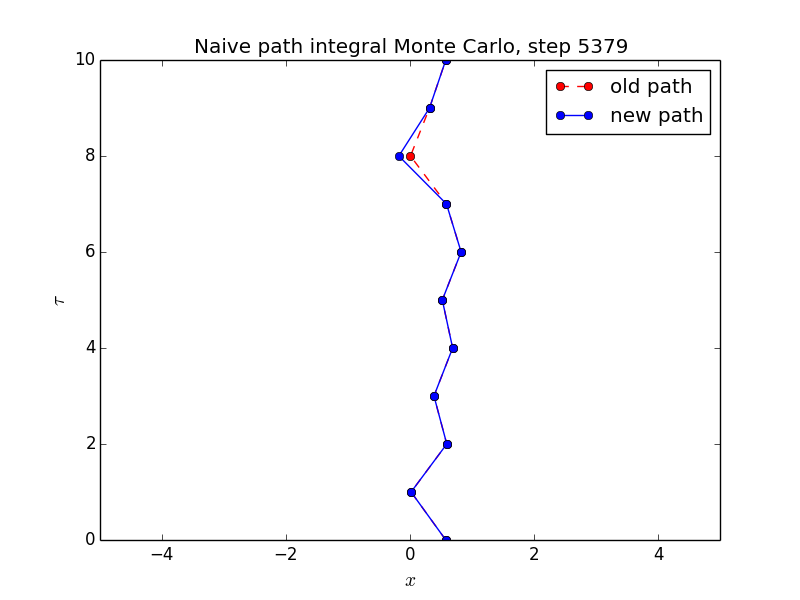 Naive path integral Monte Carlo, step 5379
10
old path
new path
8
6
τ
4
2
0
−4 −2 0 2 4
x